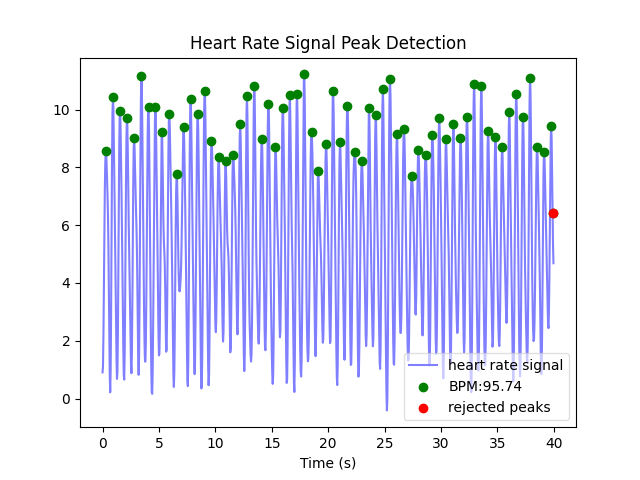 Heart Rate Signal Peak Detection
10
8
6
4
2
0
heart rate signal
BPM:95.74
rejected peaks
0 5 10 15 20 25 30 35 40
Time (s)